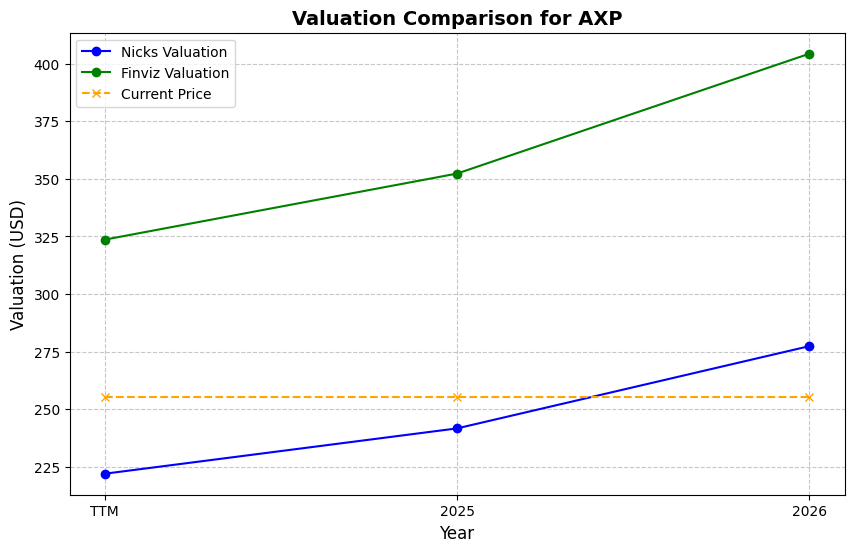 Valuation Comparison for AXP
Nicks Valuation
Finviz Valuation
Current Price
400
375
350
325
300
275
250
225
Valuation (USD)
TTM
2025
2026
Year